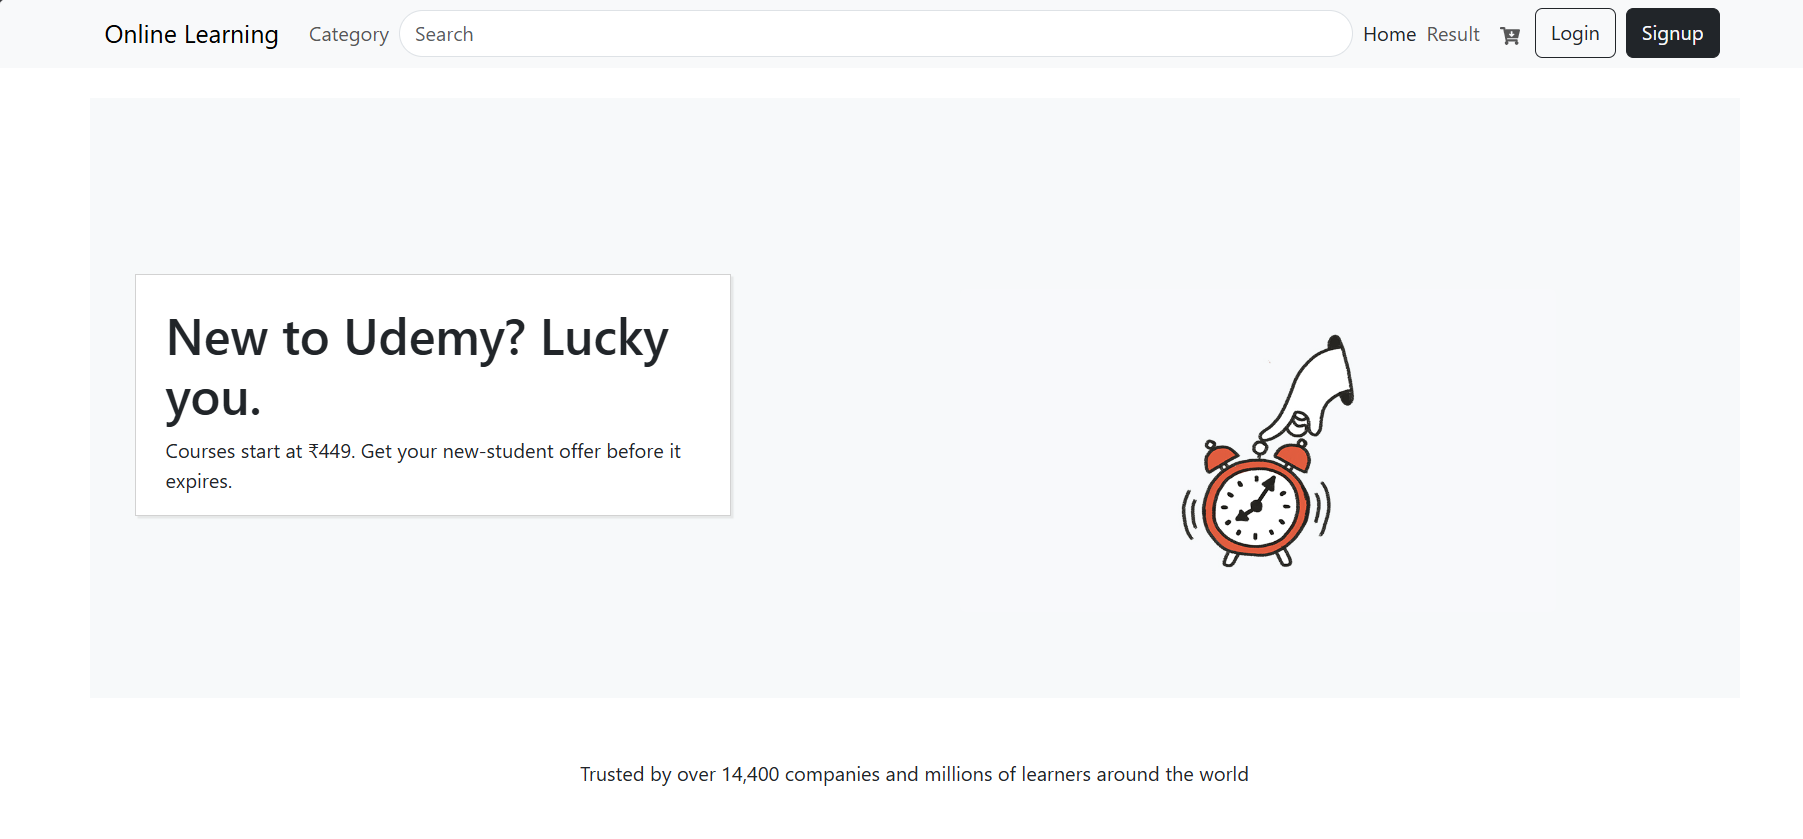 Online Learning Category Search Home Result Login Signup
New to Udemy? Lucky
you.
Courses start at ₹449. Get your new-student offer before it
expires.
Trusted by over 14,400 companies and millions of learners around the world